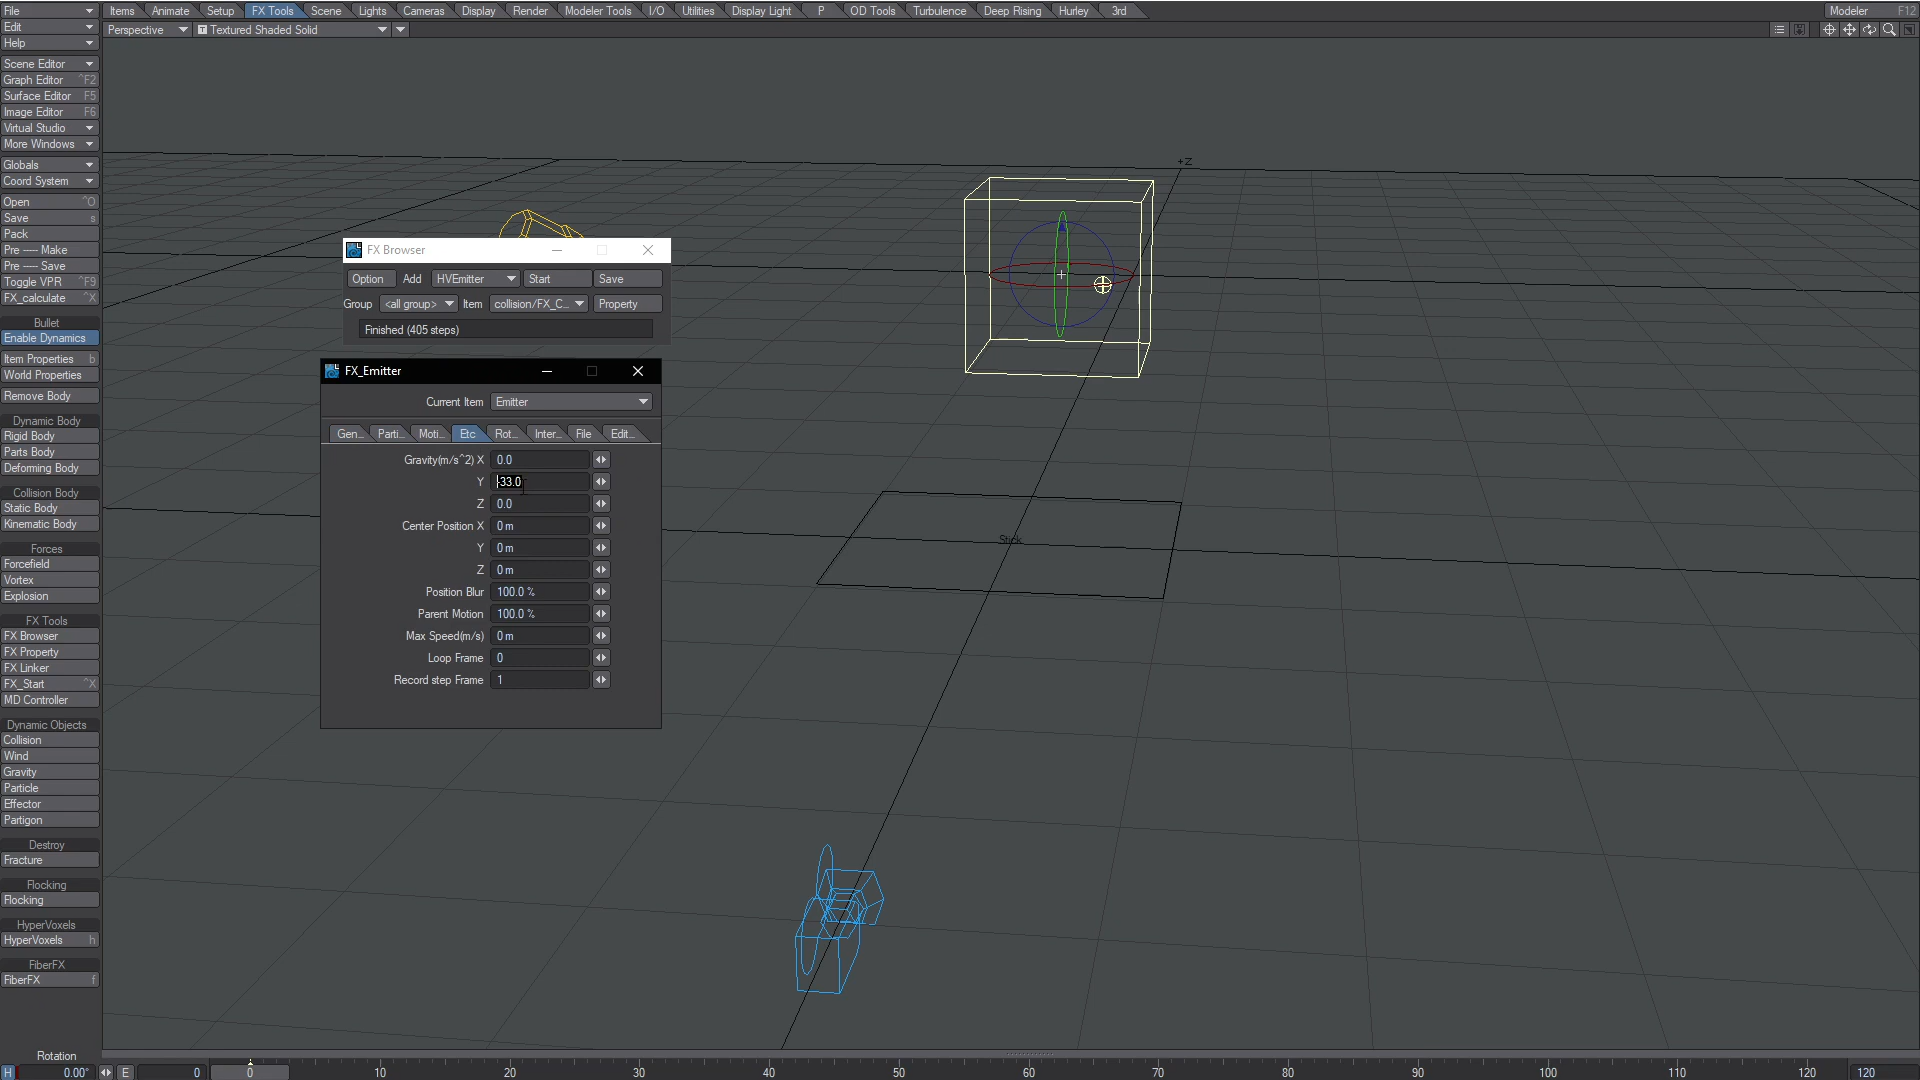 File Items Animate Setup FX Tools Scene Lights Cameras Display Render Modeler Tools I/O Utilities Display Light P OD Tools Turbulence Deep Rising Hurley 3rd Modeler F12
Edit Perspective T Textured Shaded Solid
Help
Scene Editor
Graph Editor ^F2
Surface Editor F5
Image Editor F6
Virtual Studio
More Windows
Globals
Coord System
Open ^O
Save s
Pack
Pre ---- Make
Pre ---- Save
Toggle VPR ^F9
FX_calculate ^X
Bullet
Enable Dynamics
Item Properties b
World Properties
Remove Body
Dynamic Body
Rigid Body
Parts Body
Deforming Body
Collision Body
Static Body
Kinematic Body
Forces
Forcefield
Vortex
Explosion
FX Tools
FX Browser
FX Property
FX Linker
FX_Start ^X
MD Controller
Dynamic Objects
Collision
Wind
Gravity
Particle
Effector
Partigon
Destroy
Fracture
Flocking
Flocking
HyperVoxels
HyperVoxels h
FiberFX
FiberFX f
+Z
FX Browser
Option Add HVEmitter Start Save
Group <all group> Item collision/FX_C... Property
Finished (405 steps)
FX_Emitter
Current Item Emitter
Gen... Parti... Moti... Etc Rot... Inter... File Edit...
Gravity(m/s^2) X 0.0
Y -33.0
Z 0.0
Center Position X 0 m
Y 0 m
Z 0 m
Position Blur 100.0 %
Parent Motion 100.0 %
Max Speed(m/s) 0 m
Loop Frame 0
Record step Frame 1
Stick
Rotation
H 0.00° E 0 0 10 20 30 40 50 60 70 80 90 100 110 120 120